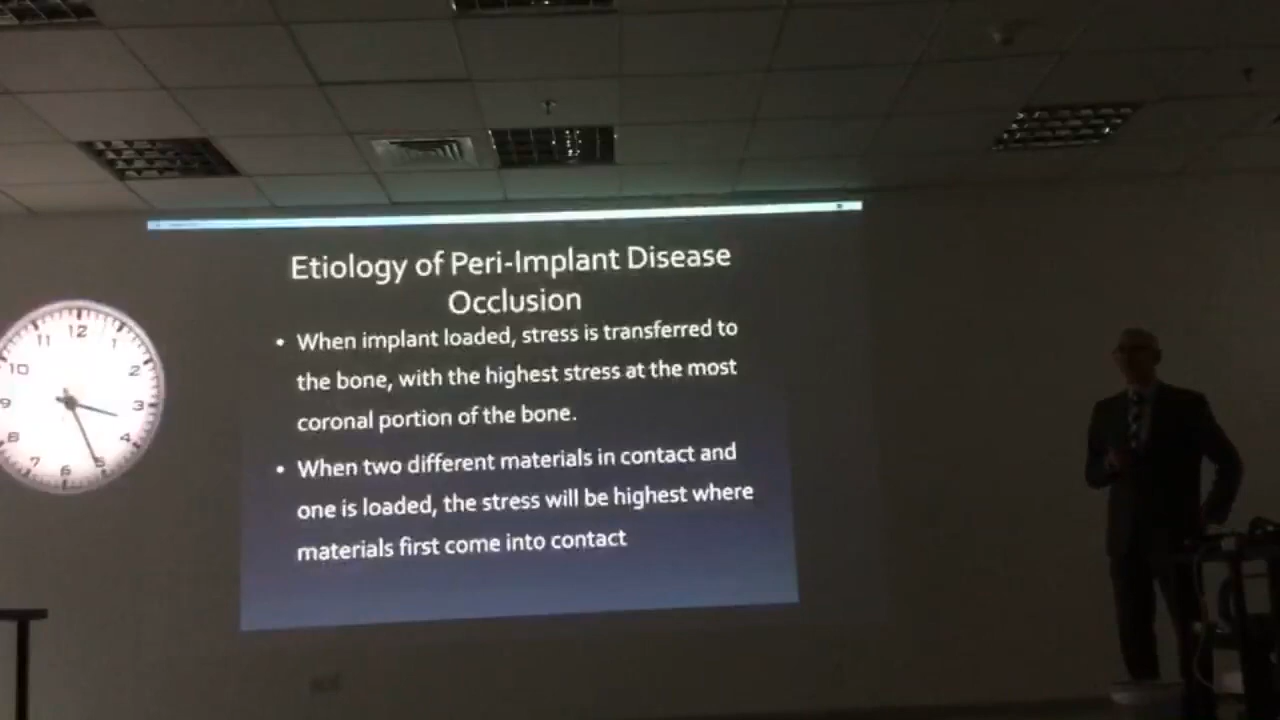 Etiology of Peri-Implant Disease
Occlusion
• When implant loaded, stress is transferred to
the bone, with the highest stress at the most
coronal portion of the bone.
• When two different materials in contact and
one is loaded, the stress will be highest where
materials first come into contact
12
11
1
10
2
9
3
8
4
7
5
6